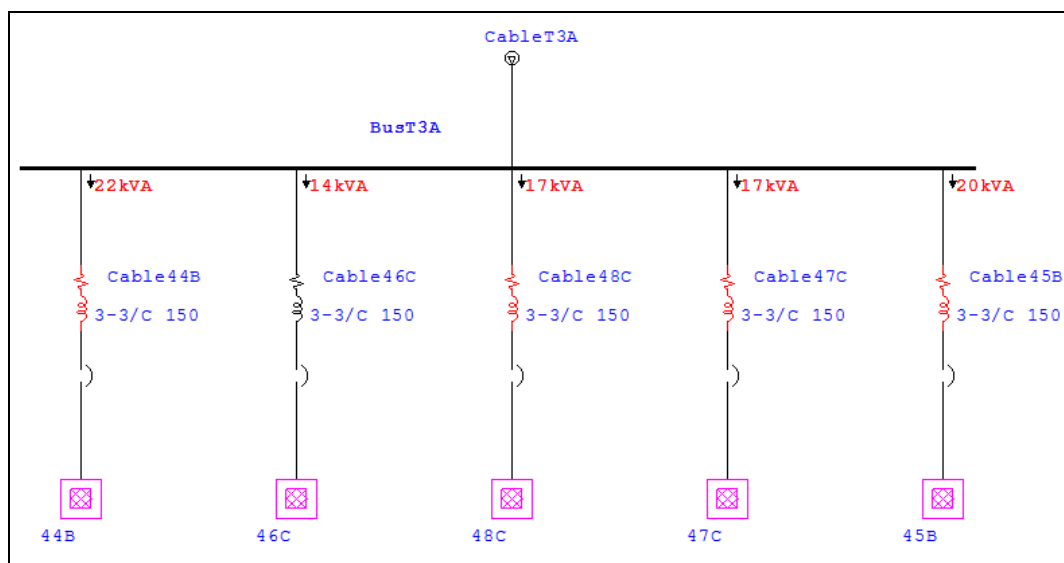 CableT3A
BusT3A
22kVA 14kVA 17kVA 17kVA 20kVA
Cable44B Cable46C Cable48C Cable47C Cable45B
3-3/C 150 3-3/C 150 3-3/C 150 3-3/C 150 3-3/C 150
44B 46C 48C 47C 45B